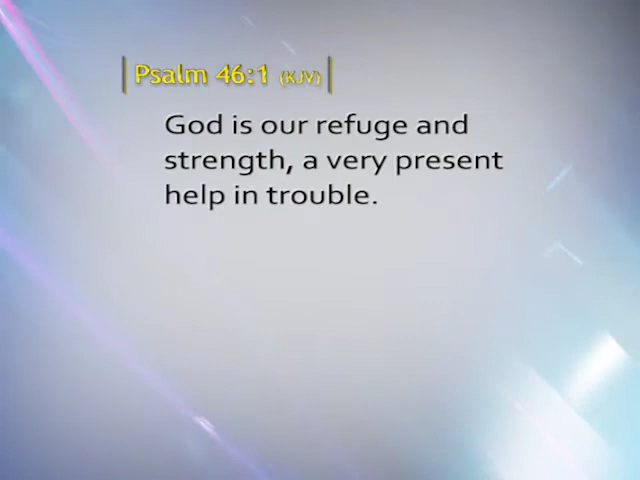 Psalm 46:1 (KJV)
God is our refuge and
strength, a very present
help in trouble.